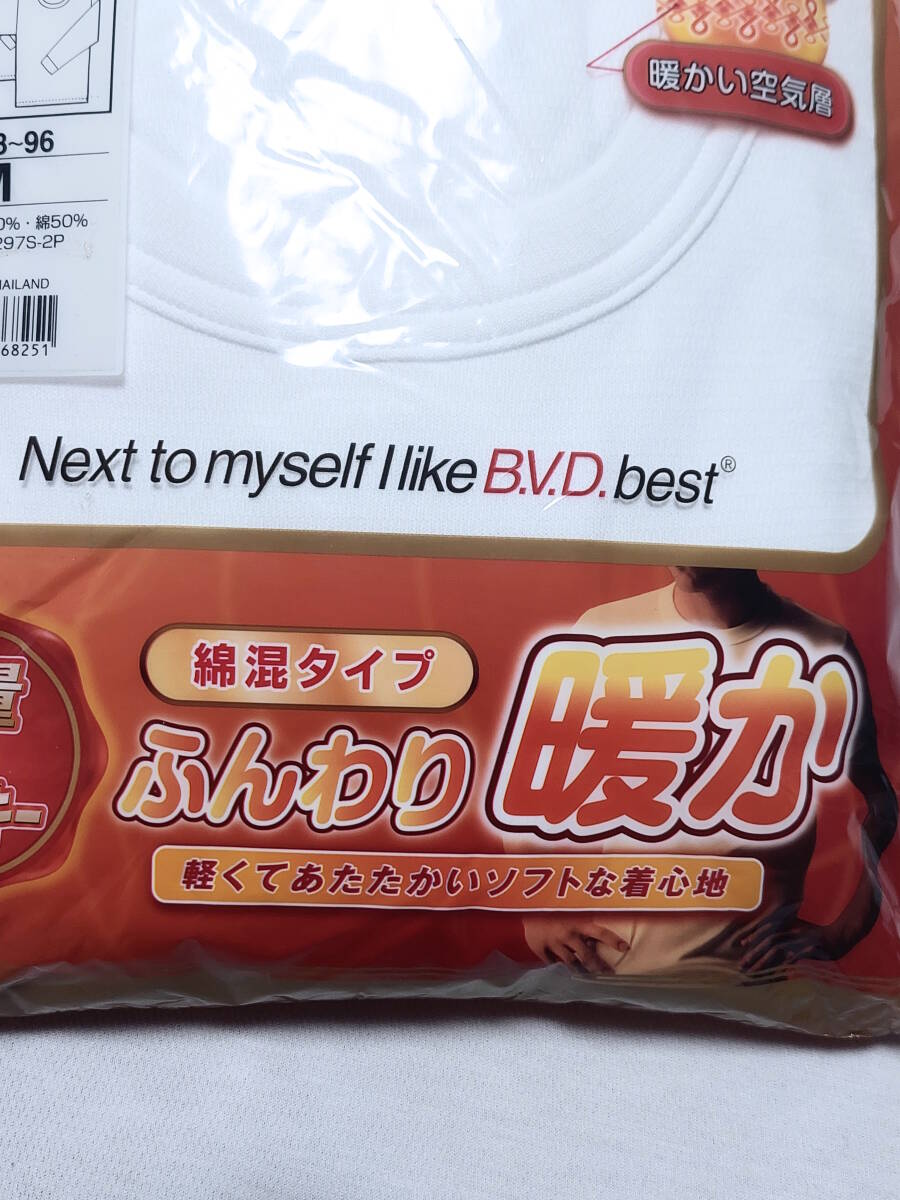 暖かい空気層
8~96
M
0%・綿50%
297S-2P
HAILAND
68251
Next to myself I like B.V.D. best®
量
綿混タイプ
ふんわり暖か
軽くてあたたかいソフトな着心地